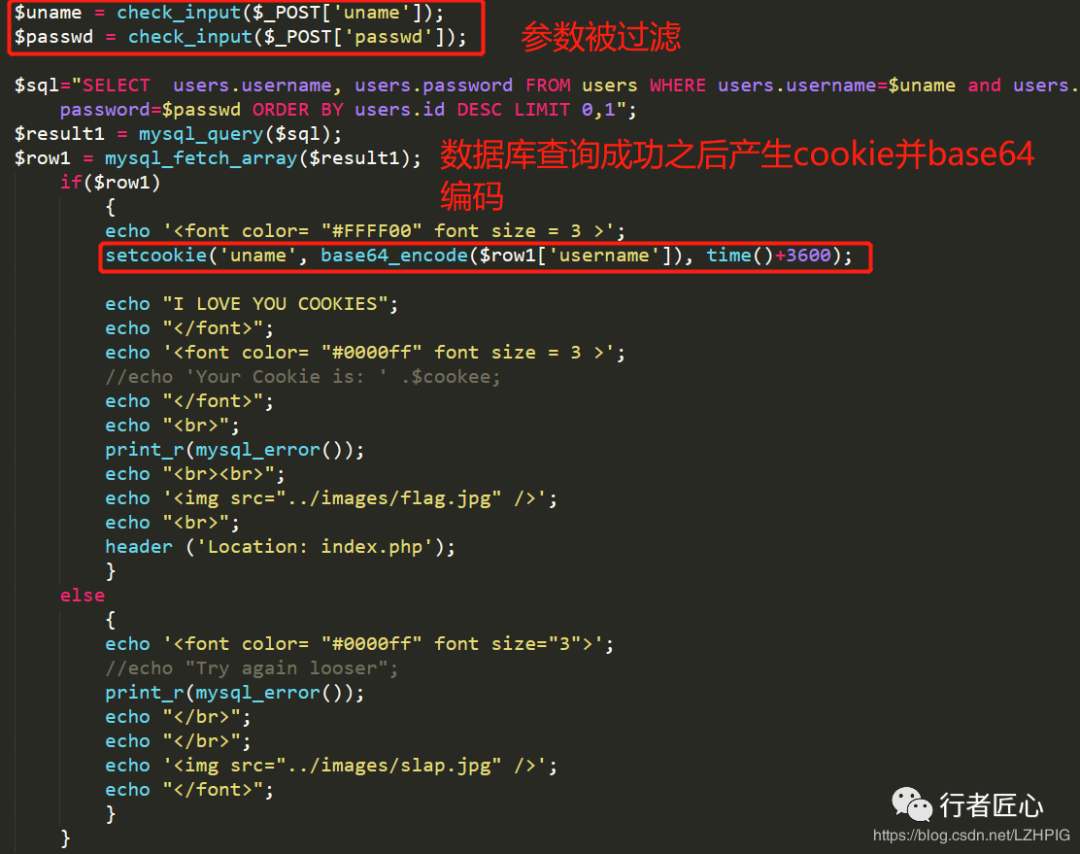 $uname = check_input($_POST['uname']);
$passwd = check_input($_POST['passwd']);
参数被过滤
$sql="SELECT  users.username, users.password FROM users WHERE users.username=$uname and users.
password=$passwd ORDER BY users.id DESC LIMIT 0,1";
$result1 = mysql_query($sql);
$row1 = mysql_fetch_array($result1);
数据库查询成功之后产生cookie并base64
编码
if($row1)
{
echo '<font color= "#FFFF00" font size = 3 >';
setcookie('uname', base64_encode($row1['username']), time()+3600);
echo "I LOVE YOU COOKIES";
echo "</font>";
echo '<font color= "#0000ff" font size = 3 >';
//echo 'Your Cookie is: ' .$cookee;
echo "</font>";
echo "<br>";
print_r(mysql_error());
echo "<br><br>";
echo '<img src="../images/flag.jpg" />';
echo "<br>";
header ('Location: index.php');
}
else
{
echo '<font color= "#0000ff" font size="3">';
//echo "Try again looser";
print_r(mysql_error());
echo "</br>";
echo "</br>";
echo '<img src="../images/slap.jpg" />';
echo "</font>";
}
}
行者匠心
https://blog.csdn.net/LZHPIG